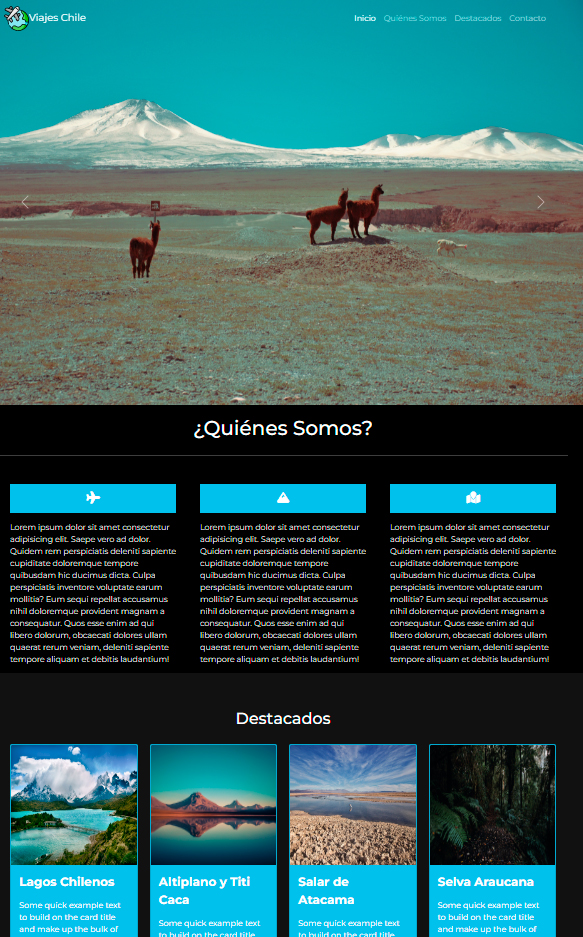 Viajes Chile
Inicio Quiénes Somos Destacados Contacto
¿Quiénes Somos?
Lorem ipsum dolor sit amet consectetur
adipisicing elit. Saepe vero ad dolor.
Quidem rem perspiciatis deleniti sapiente
cupiditate doloremque tempore
quibusdam hic ducimus dicta. Culpa
perspiciatis inventore voluptate earum
mollitia? Eum sequi repellat accusamus
nihil doloremque provident magnam a
consequatur. Quos esse enim ad qui
libero dolorum, obcaecati dolores ullam
quaerat rerum veniam, deleniti sapiente
tempore aliquam et debitis laudantium!
Lorem ipsum dolor sit amet consectetur
adipisicing elit. Saepe vero ad dolor.
Quidem rem perspiciatis deleniti sapiente
cupiditate doloremque tempore
quibusdam hic ducimus dicta. Culpa
perspiciatis inventore voluptate earum
mollitia? Eum sequi repellat accusamus
nihil doloremque provident magnam a
consequatur. Quos esse enim ad qui
libero dolorum, obcaecati dolores ullam
quaerat rerum veniam, deleniti sapiente
tempore aliquam et debitis laudantium!
Lorem ipsum dolor sit amet consectetur
adipisicing elit. Saepe vero ad dolor.
Quidem rem perspiciatis deleniti sapiente
cupiditate doloremque tempore
quibusdam hic ducimus dicta. Culpa
perspiciatis inventore voluptate earum
mollitia? Eum sequi repellat accusamus
nihil doloremque provident magnam a
consequatur. Quos esse enim ad qui
libero dolorum, obcaecati dolores ullam
quaerat rerum veniam, deleniti sapiente
tempore aliquam et debitis laudantium!
Destacados
Lagos Chilenos
Some quick example text
to build on the card title
and make up the bulk of
Altiplano y Titi
Caca
Some quick example text
to build on the card title
Salar de
Atacama
Some quick example text
to build on the card title
Selva Araucana
Some quick example text
to build on the card title
and make up the bulk of